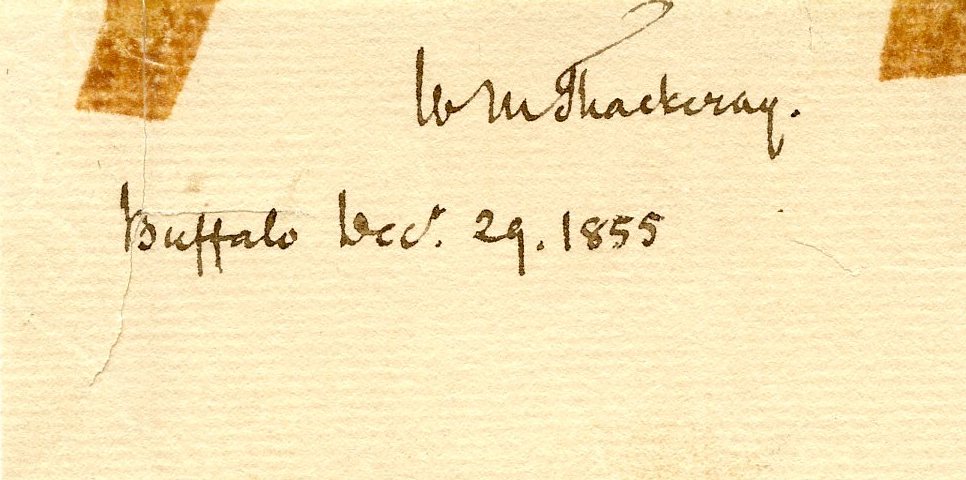 W M Thackeray.
Buffalo Decr. 29. 1855